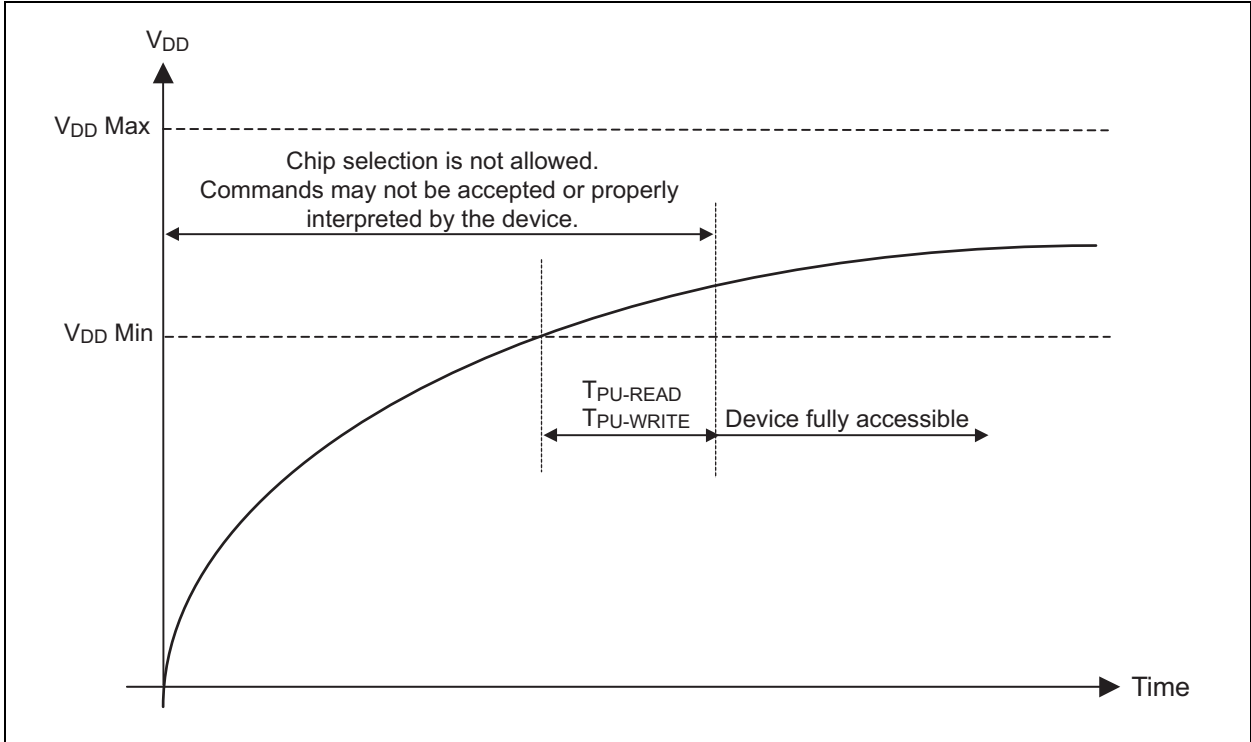 VDD
VDD Max
Chip selection is not allowed.
Commands may not be accepted or properly
interpreted by the device.
VDD Min
TPU-READ
TPU-WRITE
Device fully accessible
Time